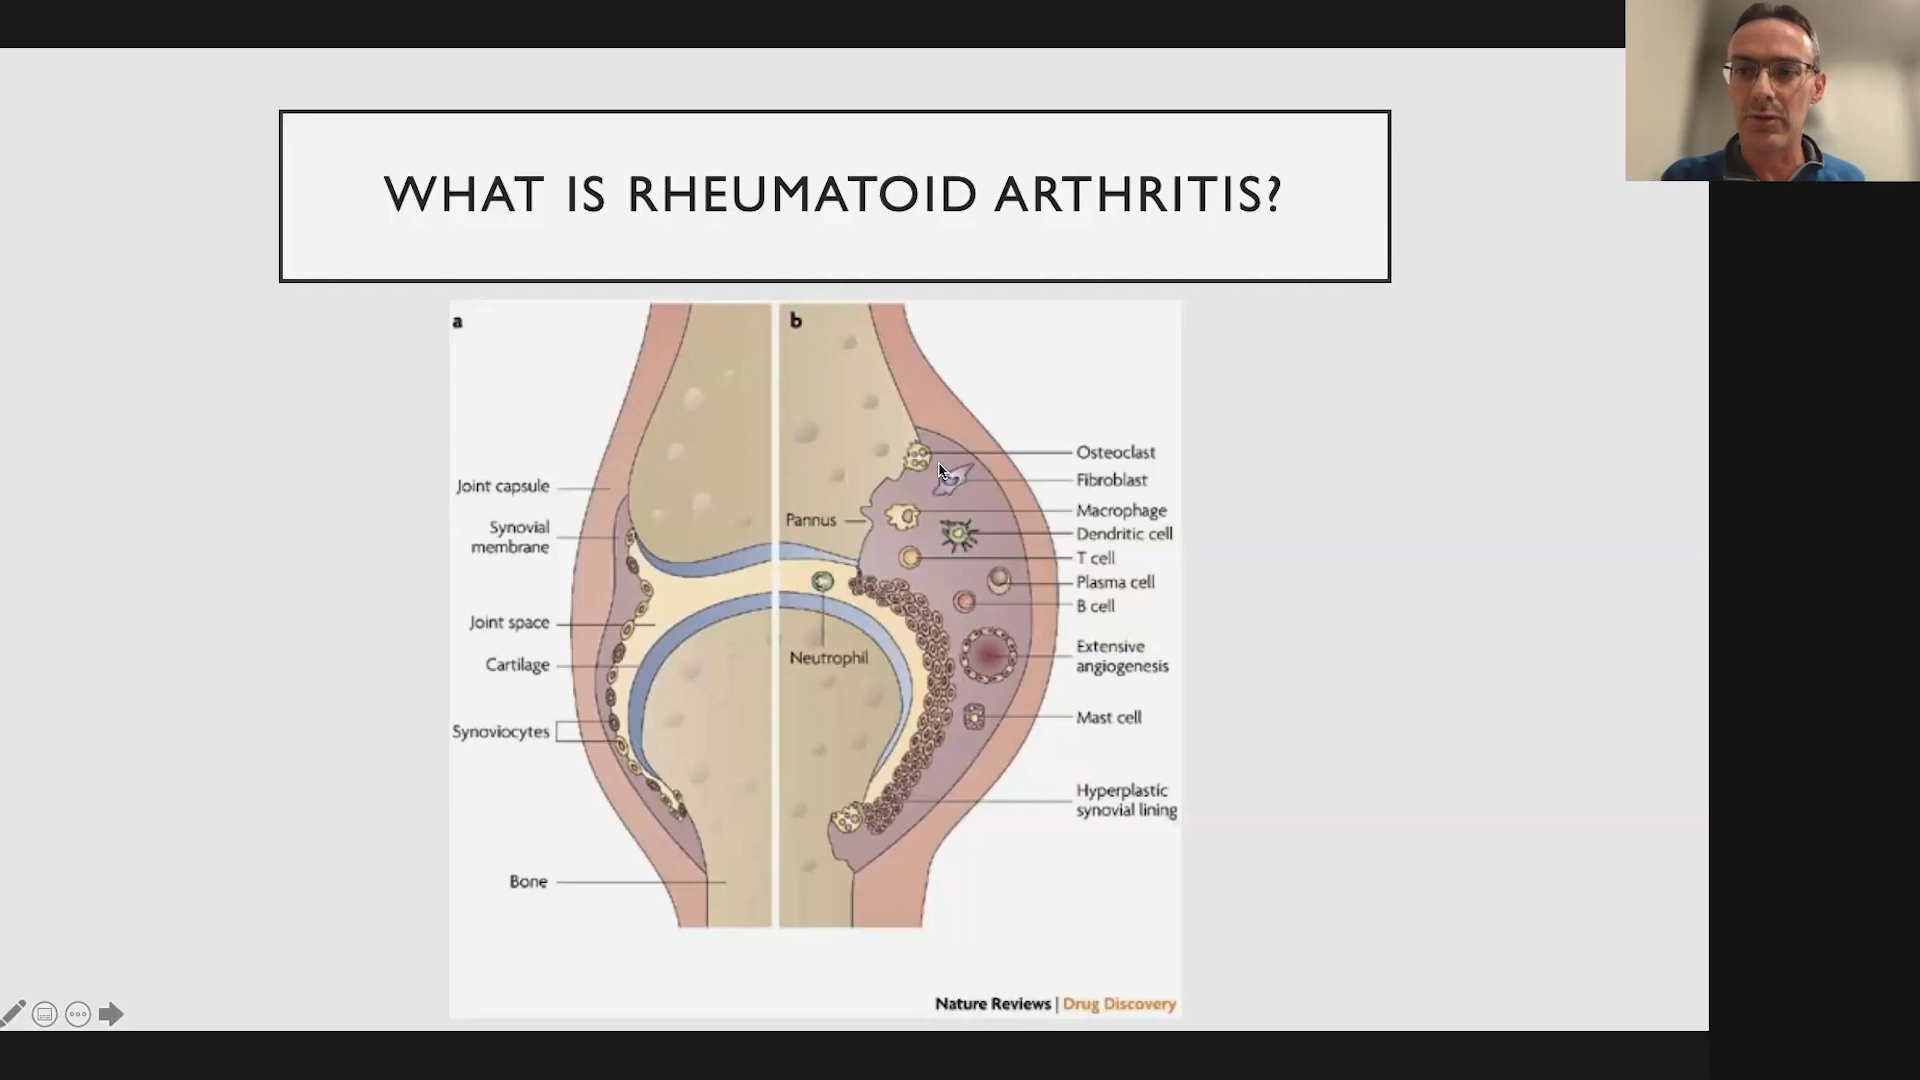 WHAT IS RHEUMATOID ARTHRITIS?
a
b
Joint capsule
Synovial
membrane
Joint space
Cartilage
Synoviocytes
Bone
Pannus
Neutrophil
Osteoclast
Fibroblast
Macrophage
Dendritic cell
T cell
Plasma cell
B cell
Extensive
angiogenesis
Mast cell
Hyperplastic
synovial lining
Nature Reviews | Drug Discovery